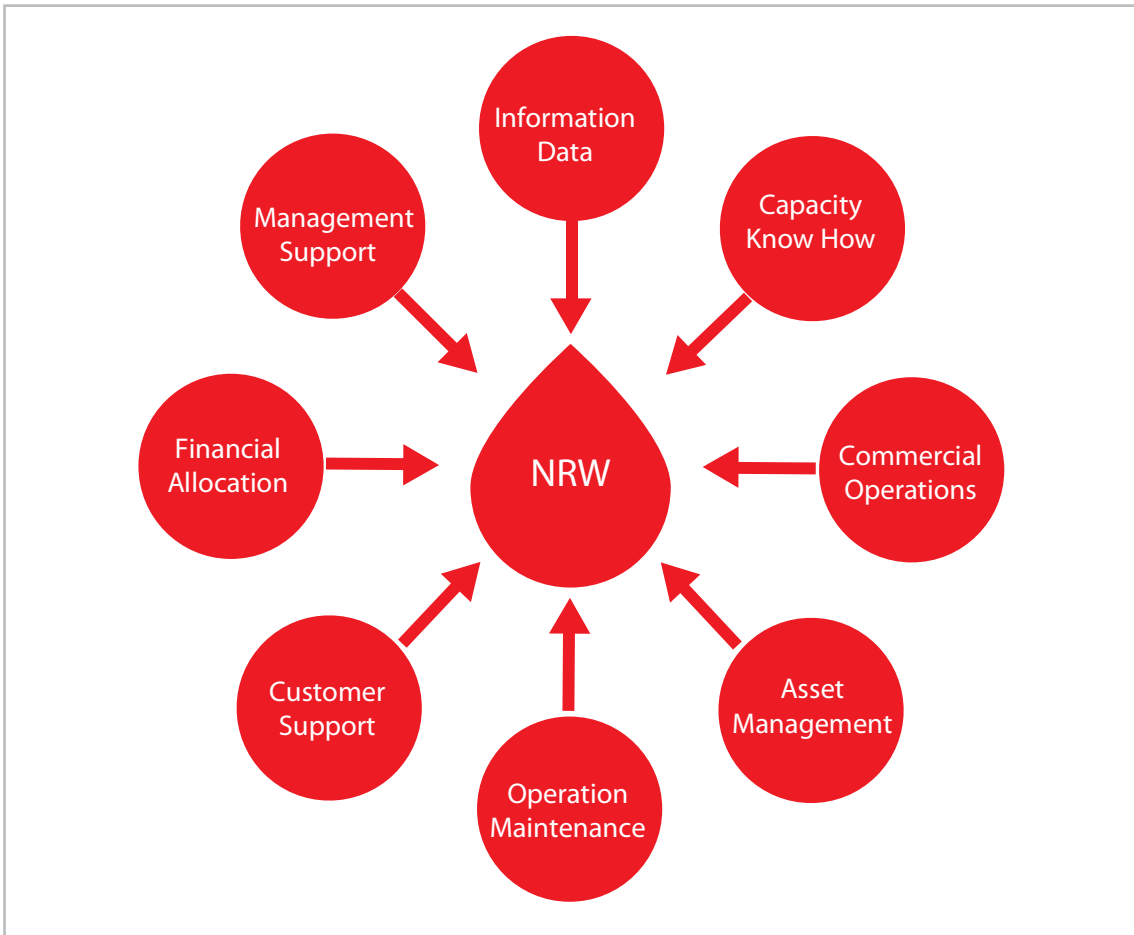 Information
Data
Capacity
Know How
Management
Support
NRW
Commercial
Operations
Financial
Allocation
Asset
Management
Customer
Support
Operation
Maintenance